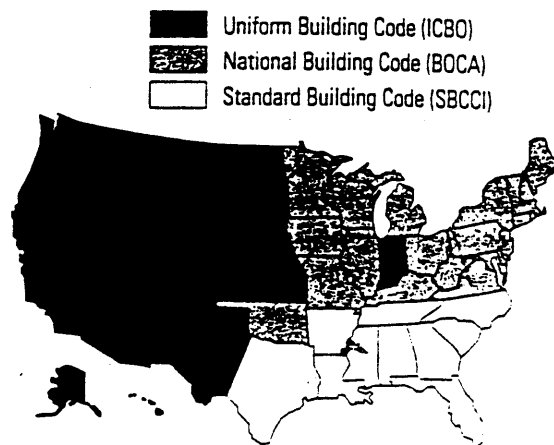 Uniform Building Code (ICBO)
National Building Code (BOCA)
Standard Building Code (SBCCI)